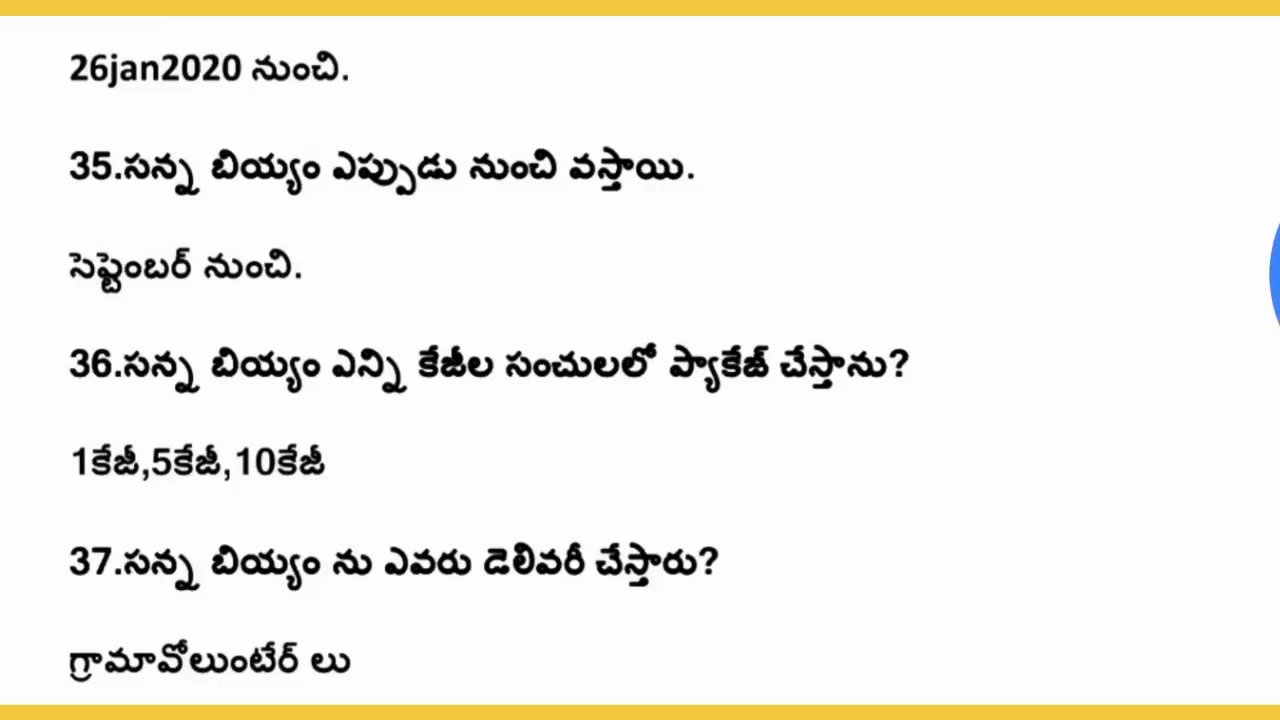 26jan2020 నుంచి.
35.సన్న బియ్యం ఎప్పుడు నుంచి వస్తాయి.
సెప్టెంబర్ నుంచి.
36.సన్న బియ్యం ఎన్ని కేజీల సంచులలో ప్యాకేజ్ చేస్తాను?
1కేజీ,5కేజీ,10కేజీ
37.సన్న బియ్యం ను ఎవరు డెలివరీ చేస్తారు?
గ్రామావోలుంటేర్ లు